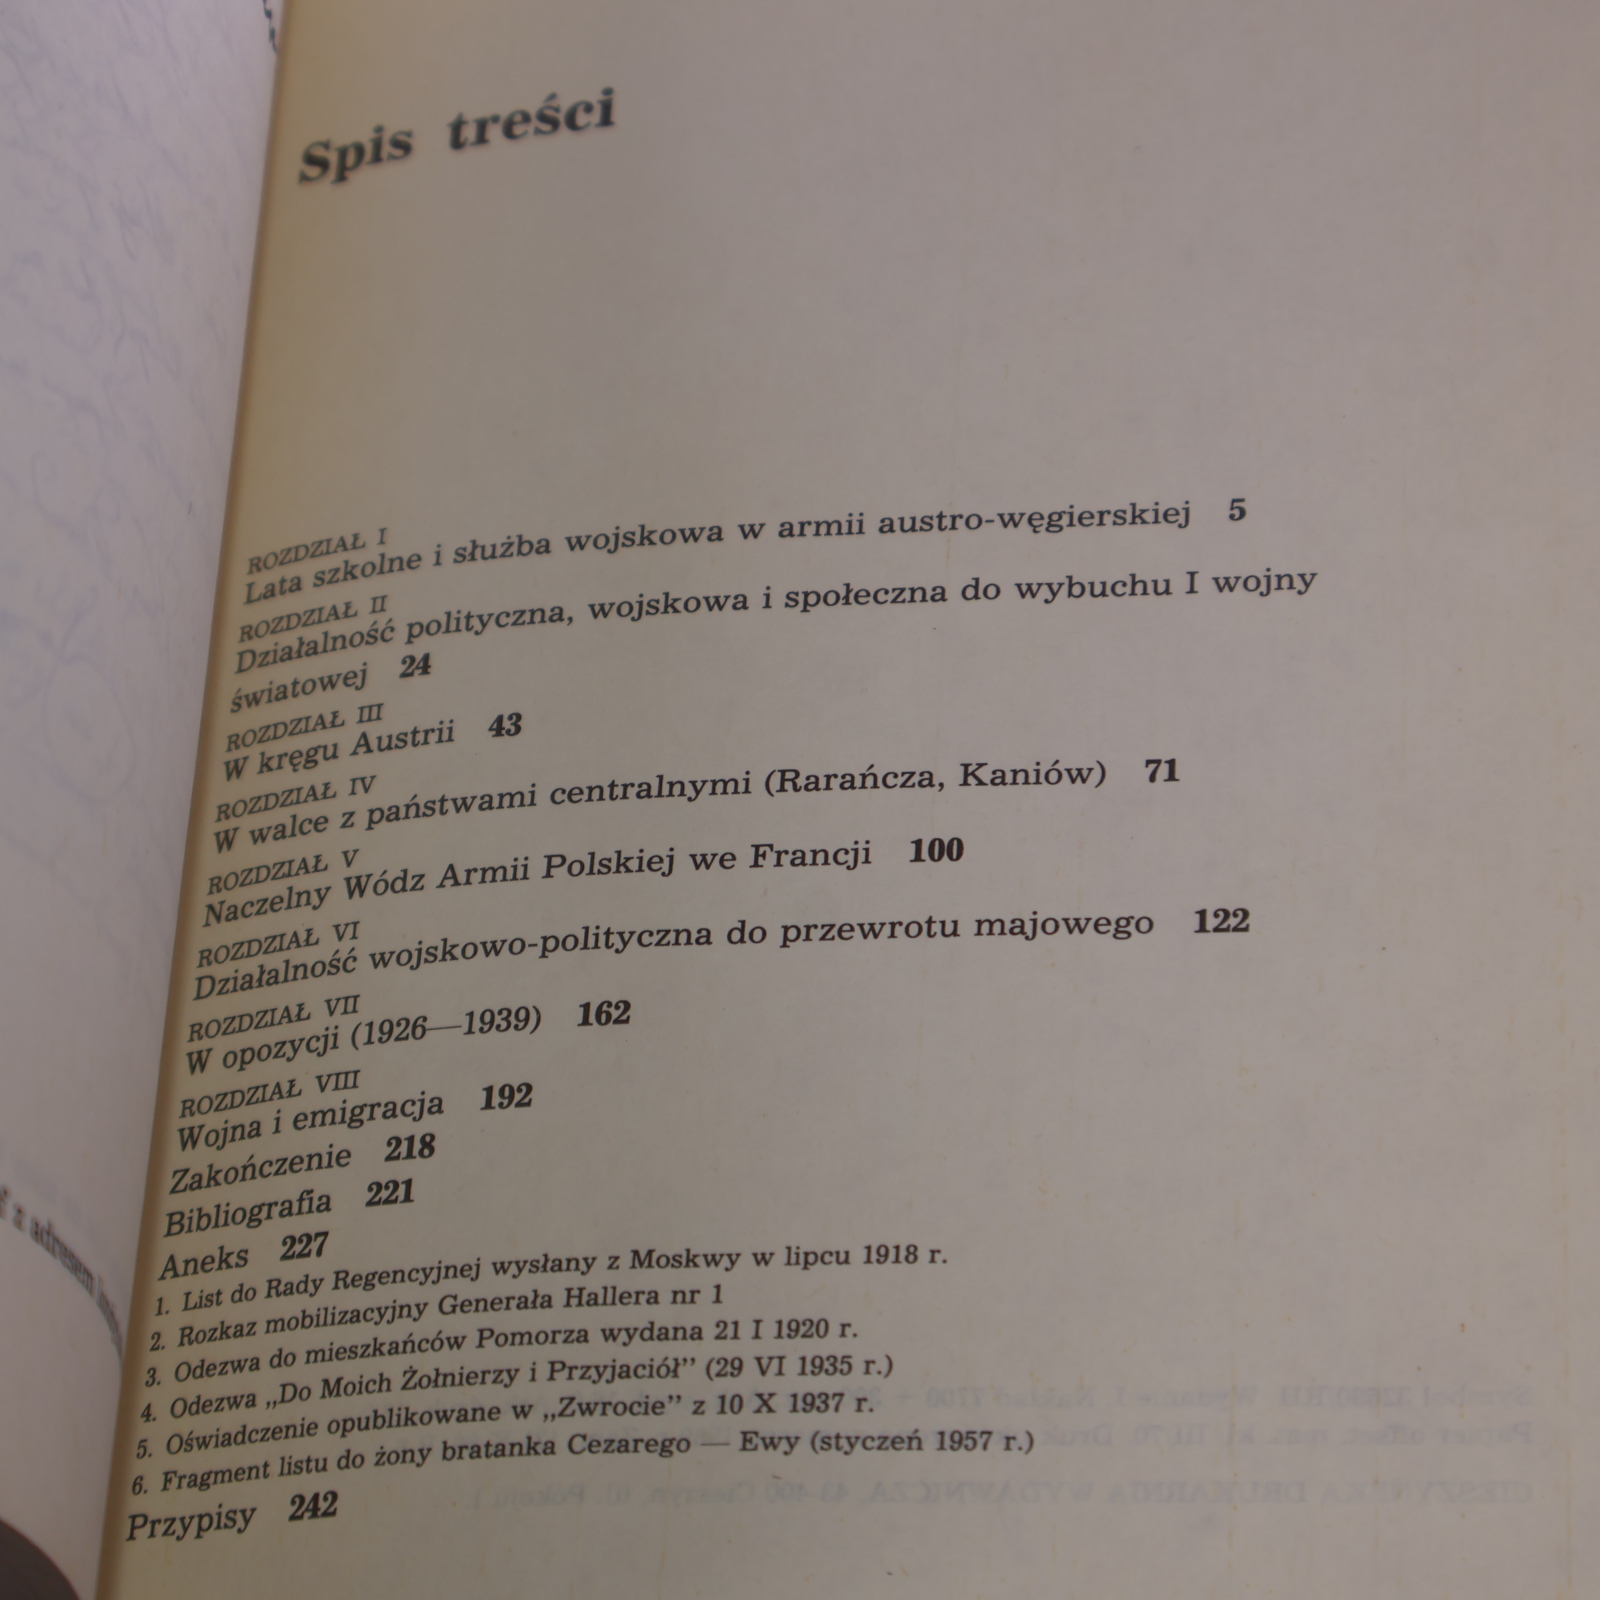 Spis treści
ROZDZIAŁ I
Lata szkolne i służba wojskowa w armii austro-węgierskiej 5
ROZDZIAŁ II
Działalność polityczna, wojskowa i społeczna do wybuchu I wojny
światowej 24
ROZDZIAŁ III
W kręgu Austrii 43
ROZDZIAŁ IV
W walce z państwami centralnymi (Rarańcza, Kaniów) 71
ROZDZIAŁ V
Naczelny Wódz Armii Polskiej we Francji 100
ROZDZIAŁ VI
Działalność wojskowo-polityczna do przewrotu majowego 122
ROZDZIAŁ VII
W opozycji (1926—1939) 162
ROZDZIAŁ VIII
Wojna i emigracja 192
Zakończenie 218
Bibliografia 221
Aneks 227
1. List do Rady Regencyjnej wysłany z Moskwy w lipcu 1918 r.
2. Rozkaz mobilizacyjny Generała Hallera nr 1
3. Odezwa do mieszkańców Pomorza wydana 21 I 1920 r.
4. Odezwa „Do Moich Żołnierzy i Przyjaciół” (29 VI 1935 r.)
5. Oświadczenie opublikowane w „Zwrocie” z 10 X 1937 r.
6. Fragment listu do żony bratanka Cezarego — Ewy (styczeń 1957 r.)
Przypisy 242
z adresem